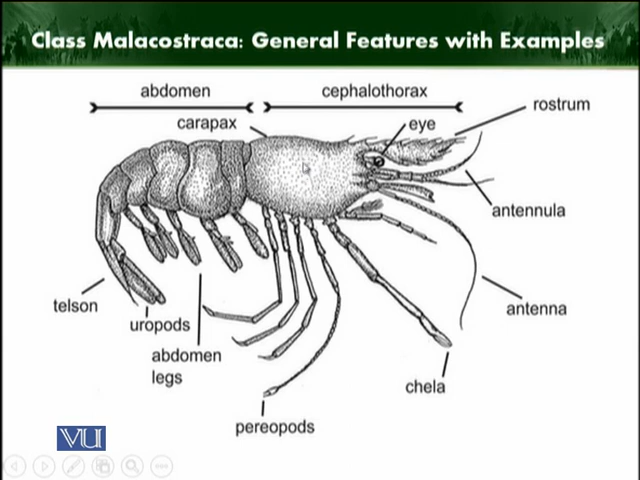 Class Malacostraca: General Features with Examples
abdomen
cephalothorax
rostrum
carapax
eye
antennula
telson
antenna
uropods
abdomen
legs
chela
pereopods
VU